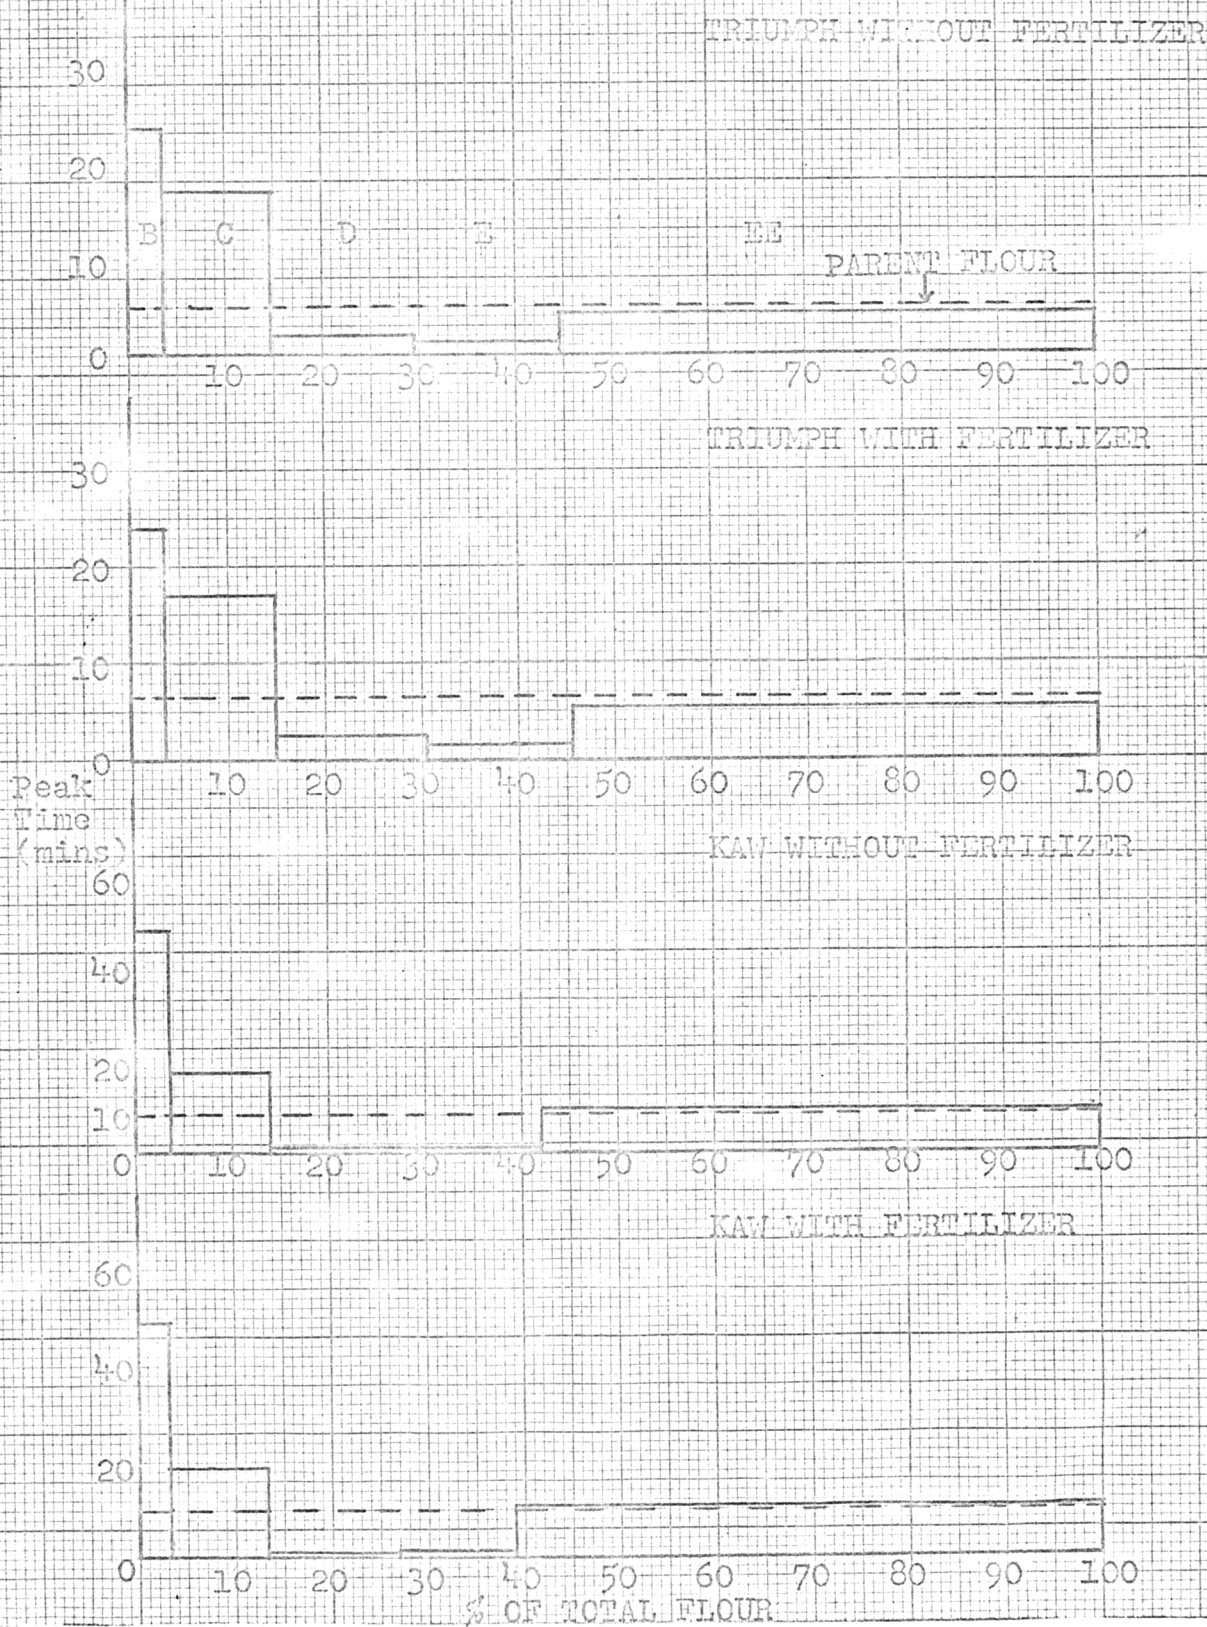 TRIUMPH WITHOUT FERTILIZER
30
20
B C D E EE
10
PARENT FLOUR
0
10 20 30 40 50 60 70 80 90 100
TRIUMPH WITH FERTILIZER
30
20
10
0
10 20 30 40 50 60 70 80 90 100
Peak
Time
(mins)
KAW WITHOUT FERTILIZER
60
40
20
10
0 10 20 30 40 50 60 70 80 90 100
KAW WITH FERTILIZER
60
40
20
0 10 20 30 40 50 60 70 80 90 100
% OF TOTAL FLOUR